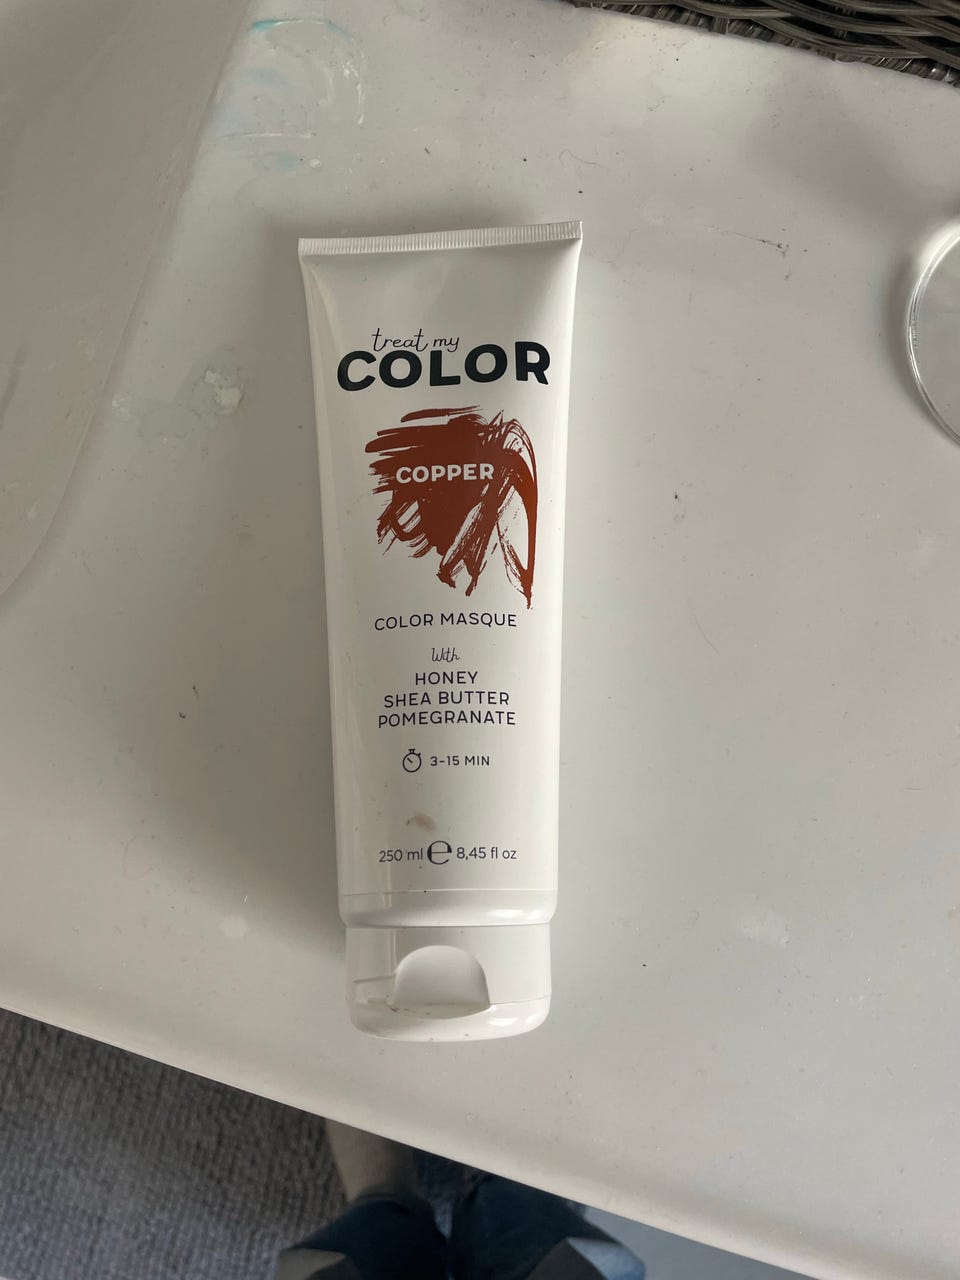 treat my
COLOR
COPPER
COLOR MASQUE
With
HONEY
SHEA BUTTER
POMEGRANATE
3-15 MIN
250 ml e 8,45 fl oz